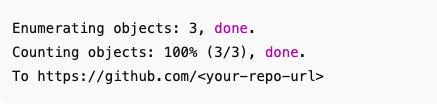 Enumerating objects: 3, done.
Counting objects: 100% (3/3), done.
To https://github.com/<your-repo-url>